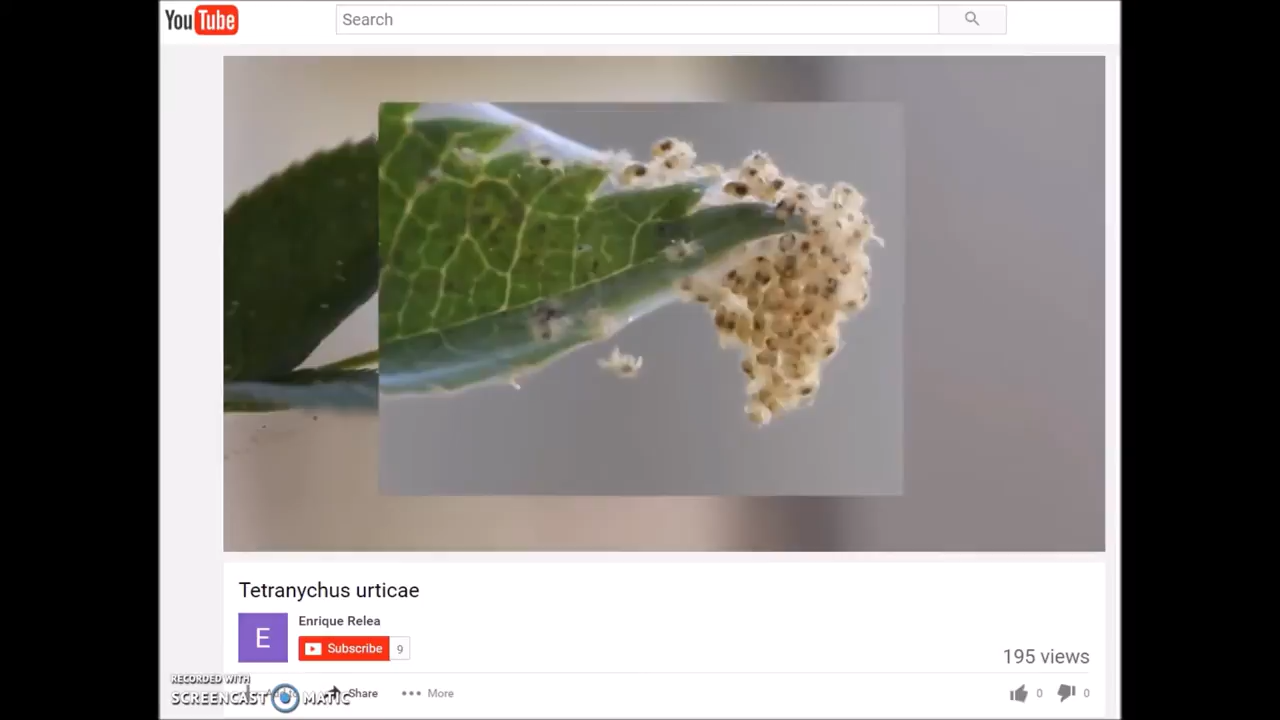 YouTube
Search
Tetranychus urticae
E
Enrique Relea
Subscribe 9
195 views
RECORDED WITH
SCREENCAST MATIC
Share
More
0
0